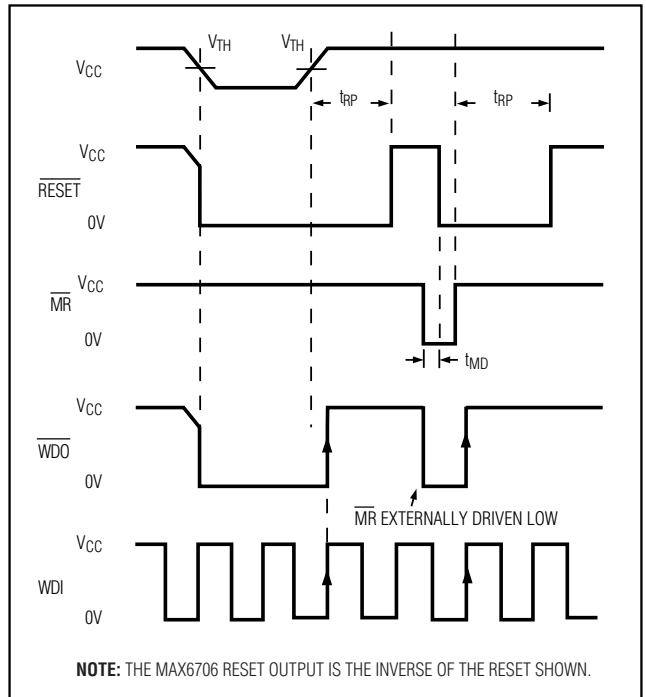 VTH VTH
VCC
tRP tRP
VCC
RESET
0V
VCC
MR
0V
tMD
VCC
WDO
0V
MR EXTERNALLY DRIVEN LOW
VCC
WDI
0V
NOTE: THE MAX6706 RESET OUTPUT IS THE INVERSE OF THE RESET SHOWN.